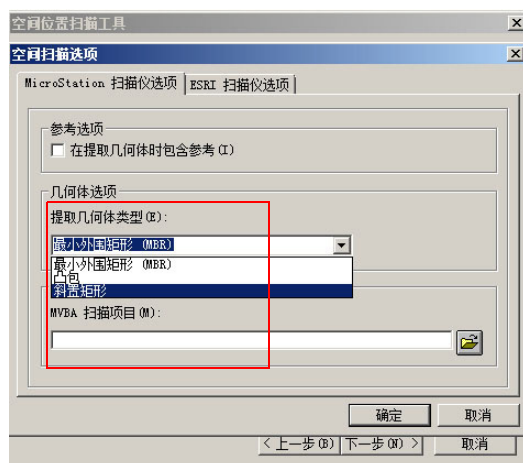 空间位置扫描工具
空间扫描选项
MicroStation 扫描仪选项 ESRI 扫描仪选项
参考选项
在提取几何体时包含参考(I)
几何体选项
提取几何体类型(E):
最小外围矩形 (MBR)
最小外围矩形 (MBR)
凸包
斜置矩形
MVBA 扫描项目(M):
确定 取消
< 上一步(B) 下一步(N) > 取消